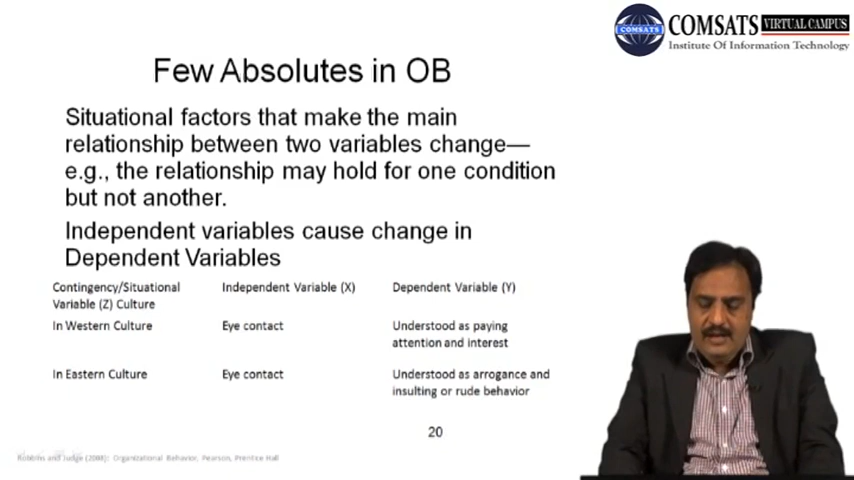 COMSATS VIRTUAL CAMPUS
Institute Of Information Technology
COMSATS
Few Absolutes in OB
Situational factors that make the main
relationship between two variables change—
e.g., the relationship may hold for one condition
but not another.
Independent variables cause change in
Dependent Variables
Contingency/Situational
Variable (Z) Culture
Independent Variable (X)
Dependent Variable (Y)
In Western Culture
Eye contact
Understood as paying
attention and interest
In Eastern Culture
Eye contact
Understood as arrogance and
insulting or rude behavior
20
Robbins and Judge (2008): Organizational Behavior, Pearson, Prentice Hall